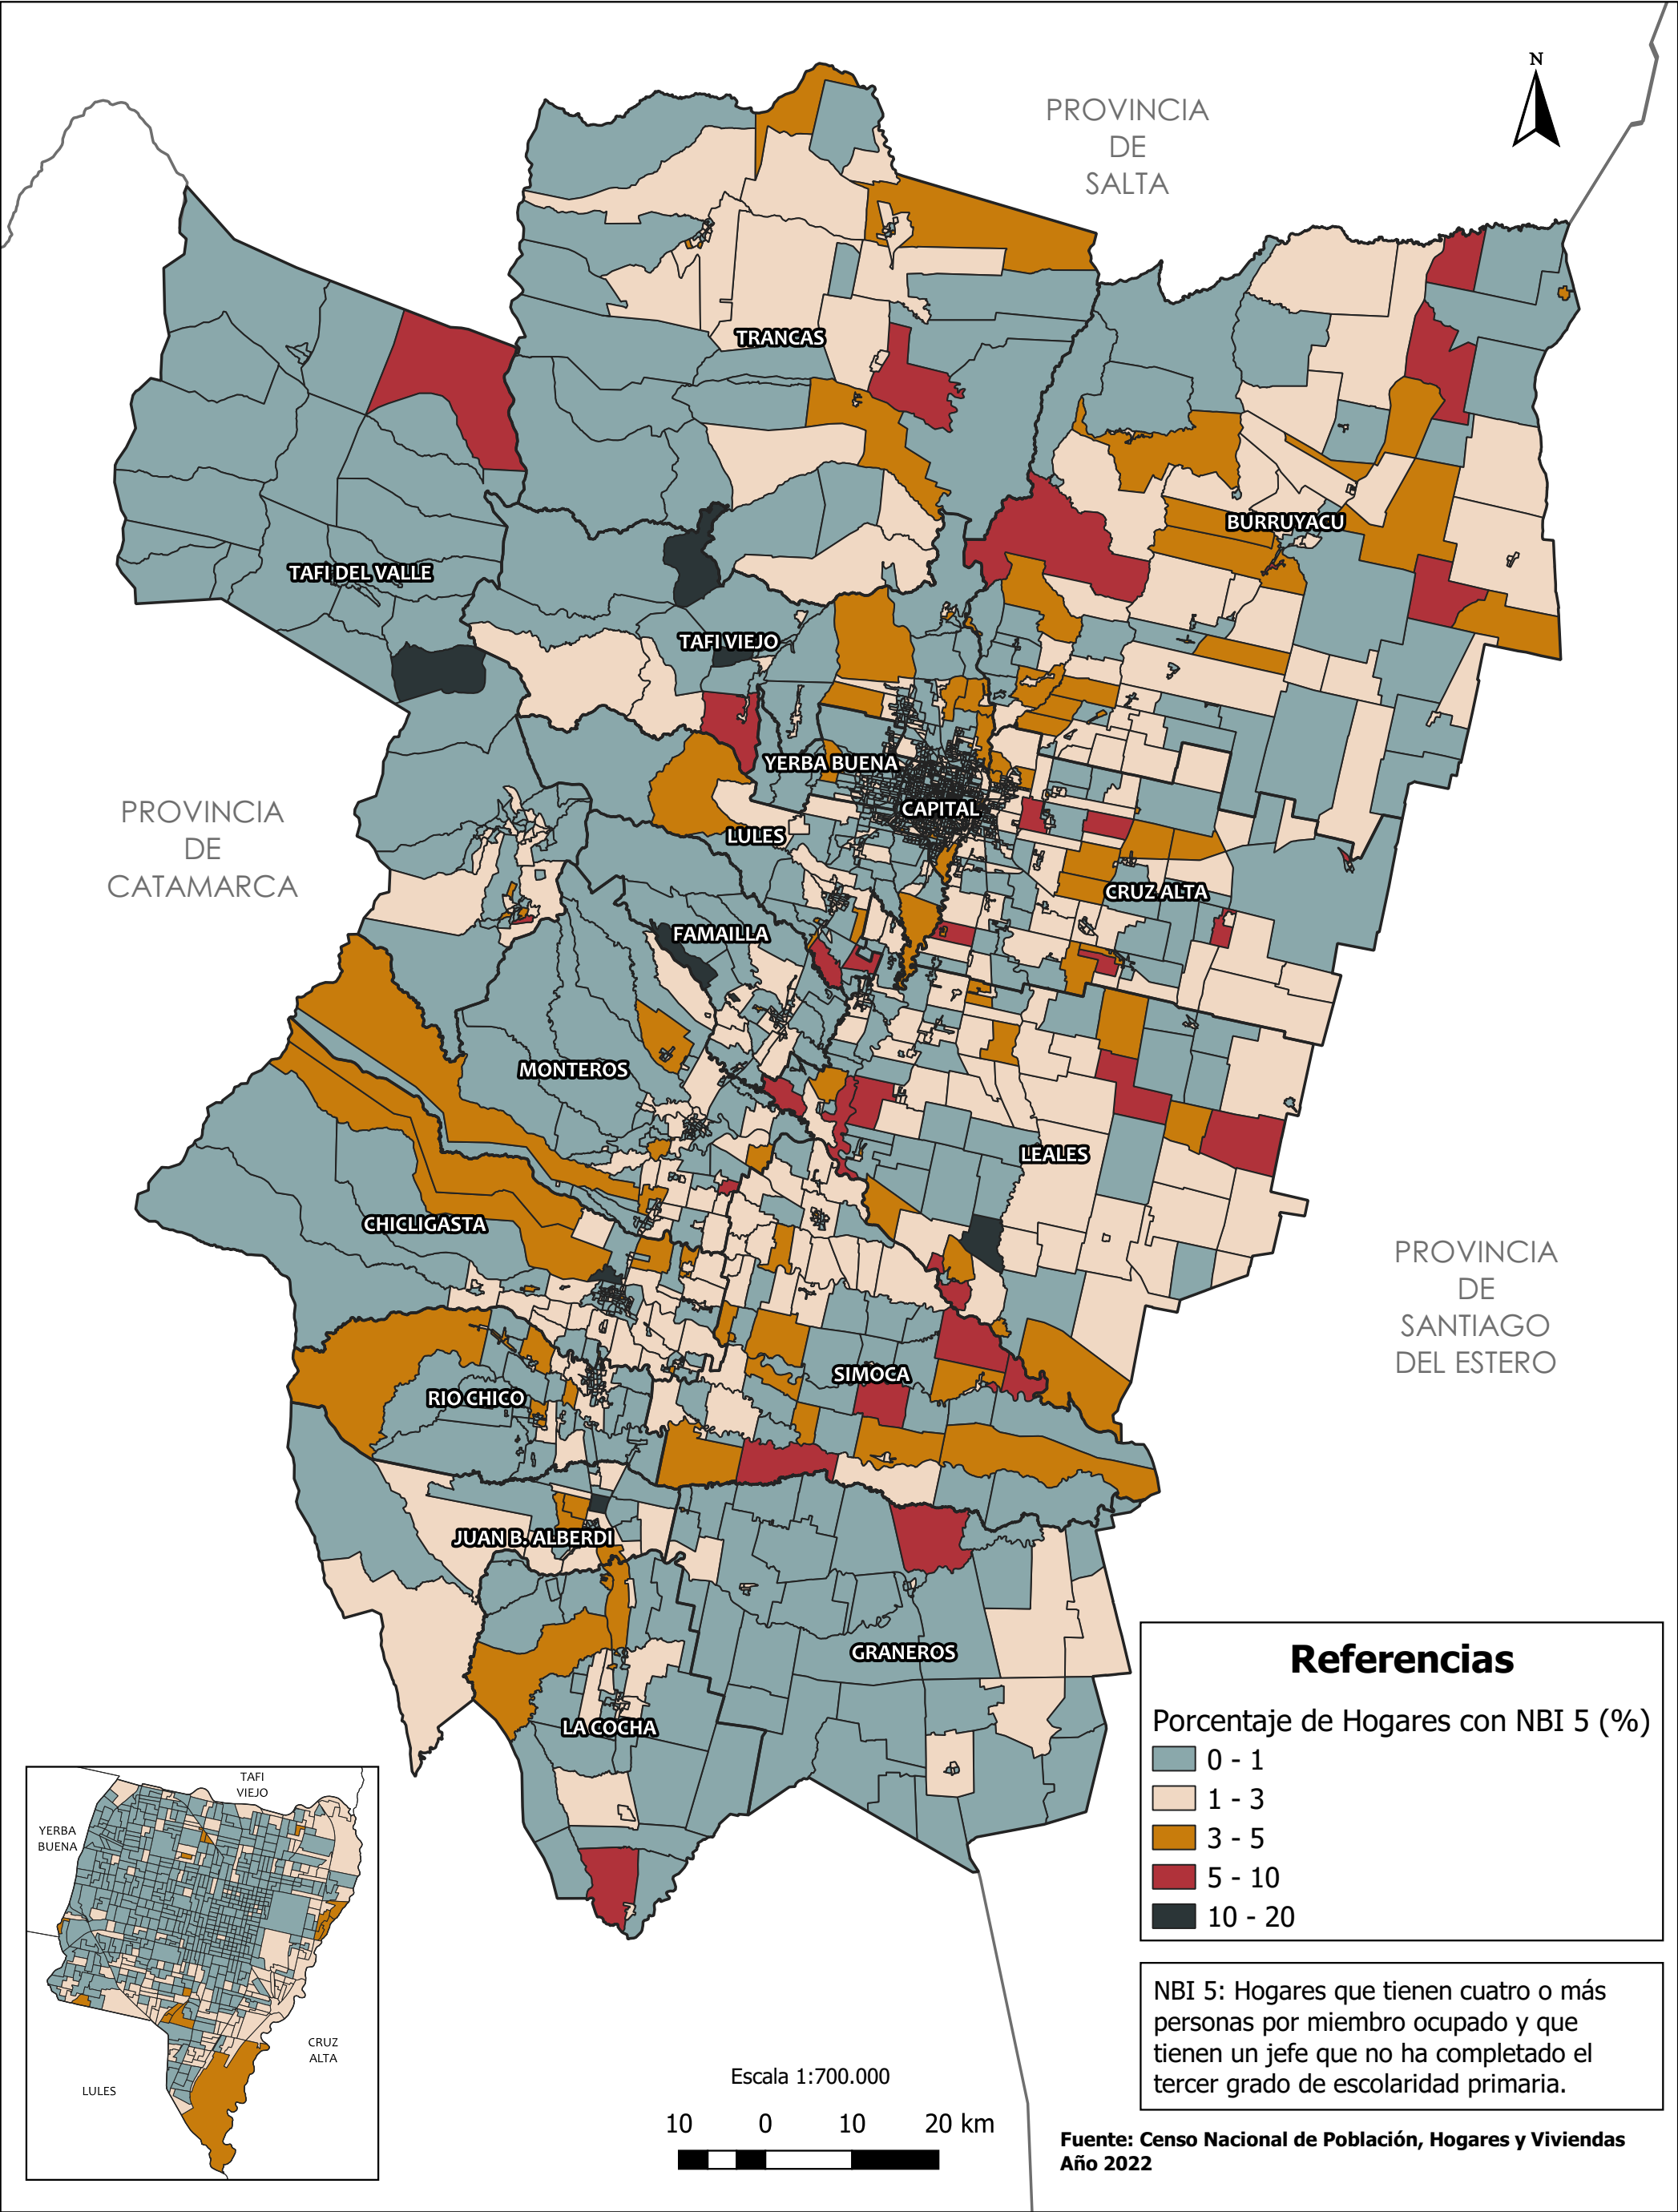 N
PROVINCIA
DE
SALTA
TRANCAS
BURRUYACU
TAFI DEL VALLE
TAFI VIEJO
YERBA BUENA
CAPITAL
PROVINCIA
DE
CATAMARCA
LULES
CRUZ ALTA
FAMAILLA
MONTEROS
LEALES
CHICLIGASTA
PROVINCIA
DE
SANTIAGO
DEL ESTERO
SIMOCA
RIO CHICO
JUAN B. ALBERDI
GRANEROS
LA COCHA
Referencias
Porcentaje de Hogares con NBI 5 (%)
0 - 1
1 - 3
3 - 5
5 - 10
10 - 20
TAFI
VIEJO
YERBA
BUENA
CRUZ
ALTA
LULES
NBI 5: Hogares que tienen cuatro o más
personas por miembro ocupado y que
tienen un jefe que no ha completado el
tercer grado de escolaridad primaria.
Escala 1:700.000
10 0 10 20 km
Fuente: Censo Nacional de Población, Hogares y Viviendas
Año 2022